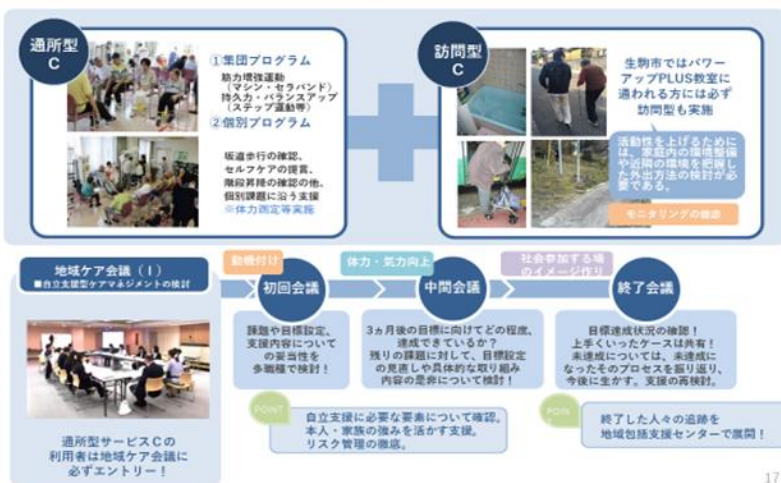 通所型
C
①集団プログラム
筋力増強運動
（マシン・セラバンド）
持久力・バランスアップ
（ステップ運動等）
②個別プログラム
坂道歩行の確認、
セルフケアの提言、
階段昇降の確認の他、
個別課題に沿う支援
※体力測定等実施
訪問型
C
生駒市ではパワー
アップPLUS教室に
通われる方には必ず
訪問型も実施
活動性を上げるために
は、家庭内の環境整備
や近隣の環境を把握し
た外出方法の検討が必
要である。
モニタリングの確認
地域ケア会議（Ⅰ）
■自立支援型ケアマネジメントの検討
通所型サービスCの
利用者は地域ケア会議に
必ずエントリー！
動機付け
初回会議
課題や目標設定、
支援内容について
の妥当性を
多職種で検討！
体力・気力向上
中間会議
3ヵ月後の目標に向けてどの程度、
達成できているか？
残りの課題に対して、目標設定
の見直しや具体的な取り組み
内容の是非について検討！
社会参加する場
のイメージ作り
終了会議
目標達成状況の確認！
上手くいったケースは共有！
未達成については、未達成に
なったそのプロセスを振り返り、
今後に生かす。支援の再検討。
POINT
自立支援に必要な要素について確認。
本人・家族の強みを活かす支援。
リスク管理の徹底。
POINT
終了した人々の追跡を
地域包括支援センターで展開！
17